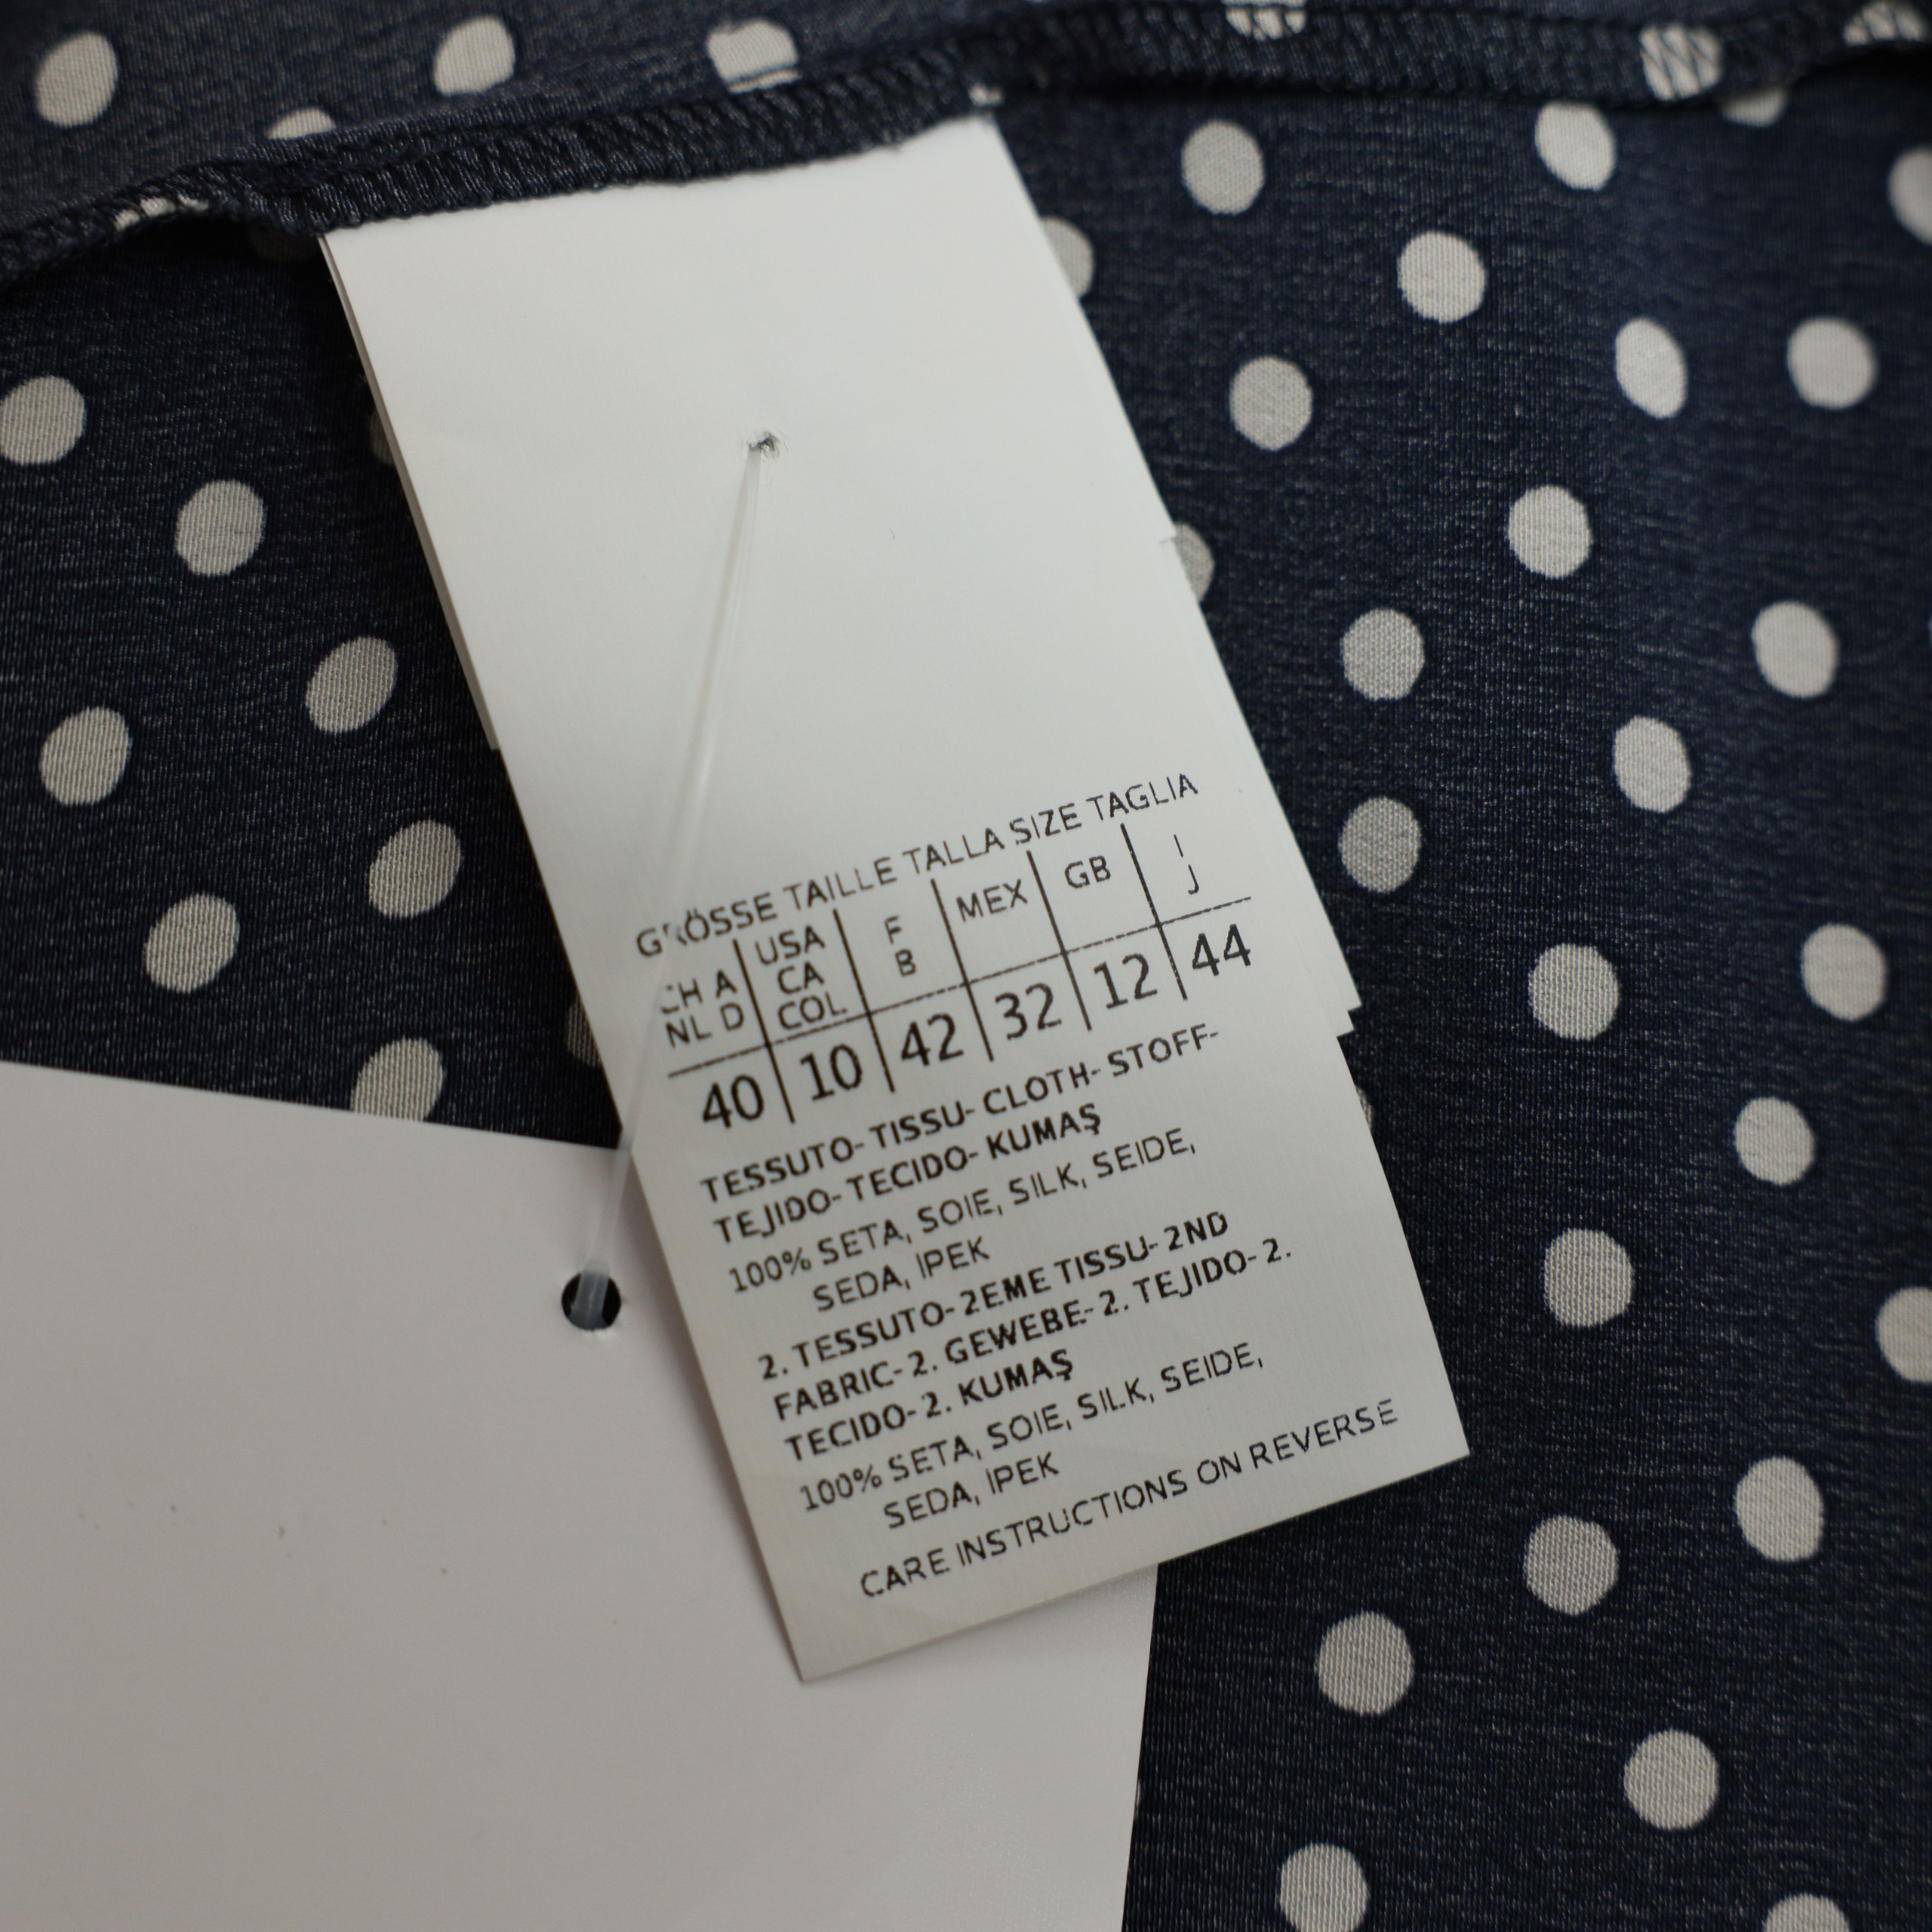 GRÖSSE TAILLE TALLA SIZE TAGLIA
CH A NL D | USA CA COL | F B | MEX | GB | I J
40 | 10 | 42 | 32 | 12 | 44
TESSUTO- TISSU- CLOTH- STOFF-
TEJIDO- TECIDO- KUMAŞ
100% SETA, SOIE, SILK, SEIDE,
SEDA, İPEK
2. TESSUTO- 2EME TISSU- 2ND
FABRIC- 2. GEWEBE- 2. TEJIDO- 2.
TECIDO- 2. KUMAŞ
100% SETA, SOIE, SILK, SEIDE,
SEDA, İPEK
CARE INSTRUCTIONS ON REVERSE